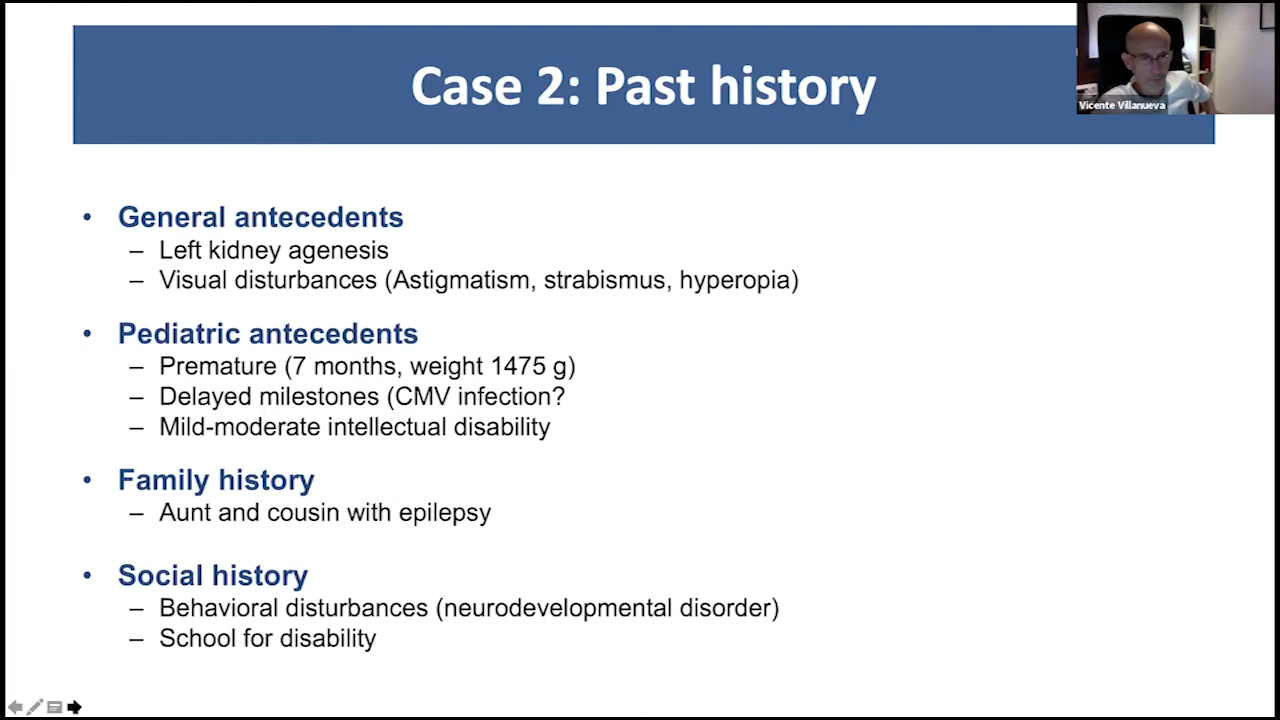 Case 2: Past history
Vicente Villanueva
• General antecedents
– Left kidney agenesis
– Visual disturbances (Astigmatism, strabismus, hyperopia)
• Pediatric antecedents
– Premature (7 months, weight 1475 g)
– Delayed milestones (CMV infection?
– Mild-moderate intellectual disability
• Family history
– Aunt and cousin with epilepsy
• Social history
– Behavioral disturbances (neurodevelopmental disorder)
– School for disability